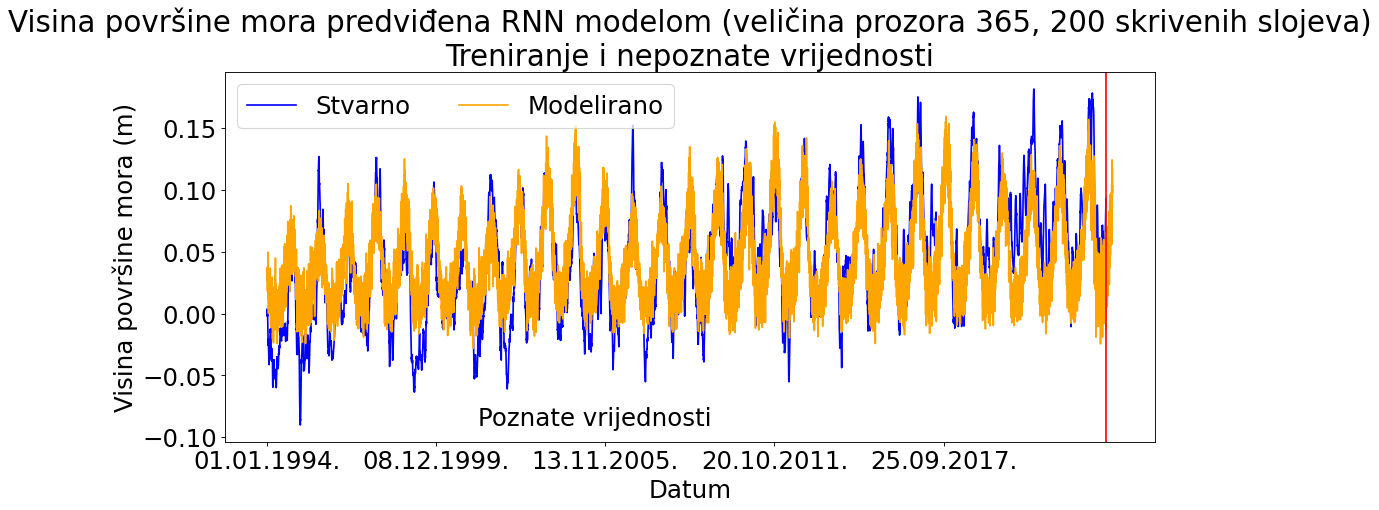 Visina površine mora predviđena RNN modelom (veličina prozora 365, 200 skrivenih slojeva)
Treniranje i nepoznate vrijednosti
Stvarno
Modelirano
Visina površine mora (m)
0.15
0.10
0.05
0.00
−0.05
−0.10
Poznate vrijednosti
01.01.1994.
08.12.1999.
13.11.2005.
20.10.2011.
25.09.2017.
Datum